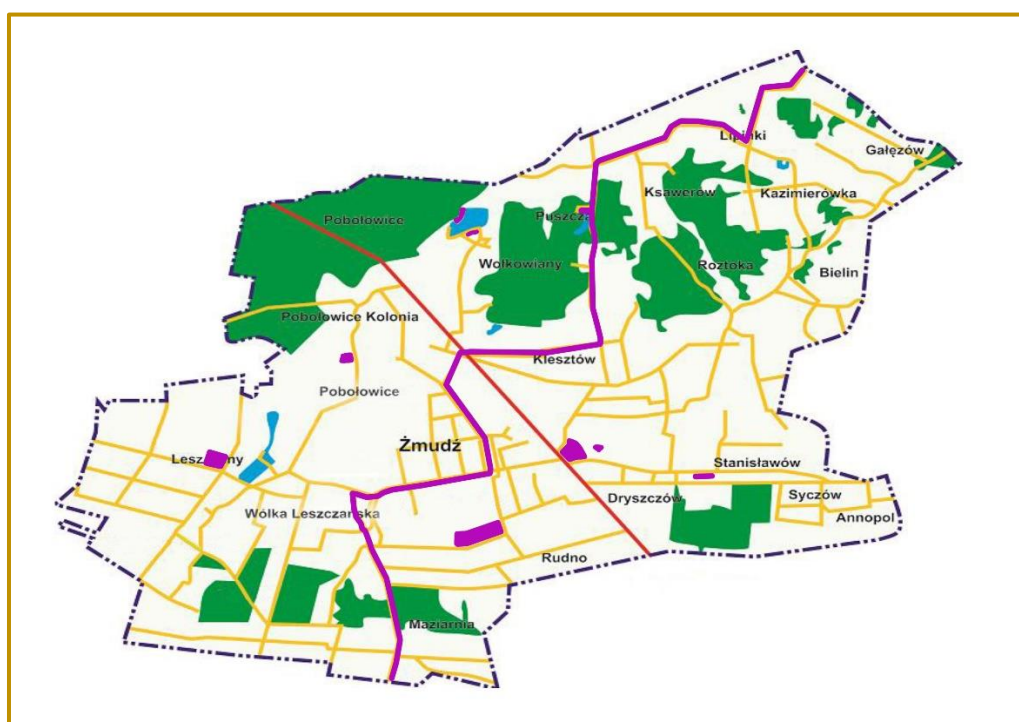 Lipinki
Gałęzów
Ksawerów
Kazimierówka
Pobołowice
Puszcza
Wołkowiany
Roztoka
Bielin
Pobołowice Kolonia
Klesztów
Pobołowice
Żmudź
Stanisławów
Dryszczów
Syczów
Wólka Leszczańska
Annopol
Rudno
Maziarnia